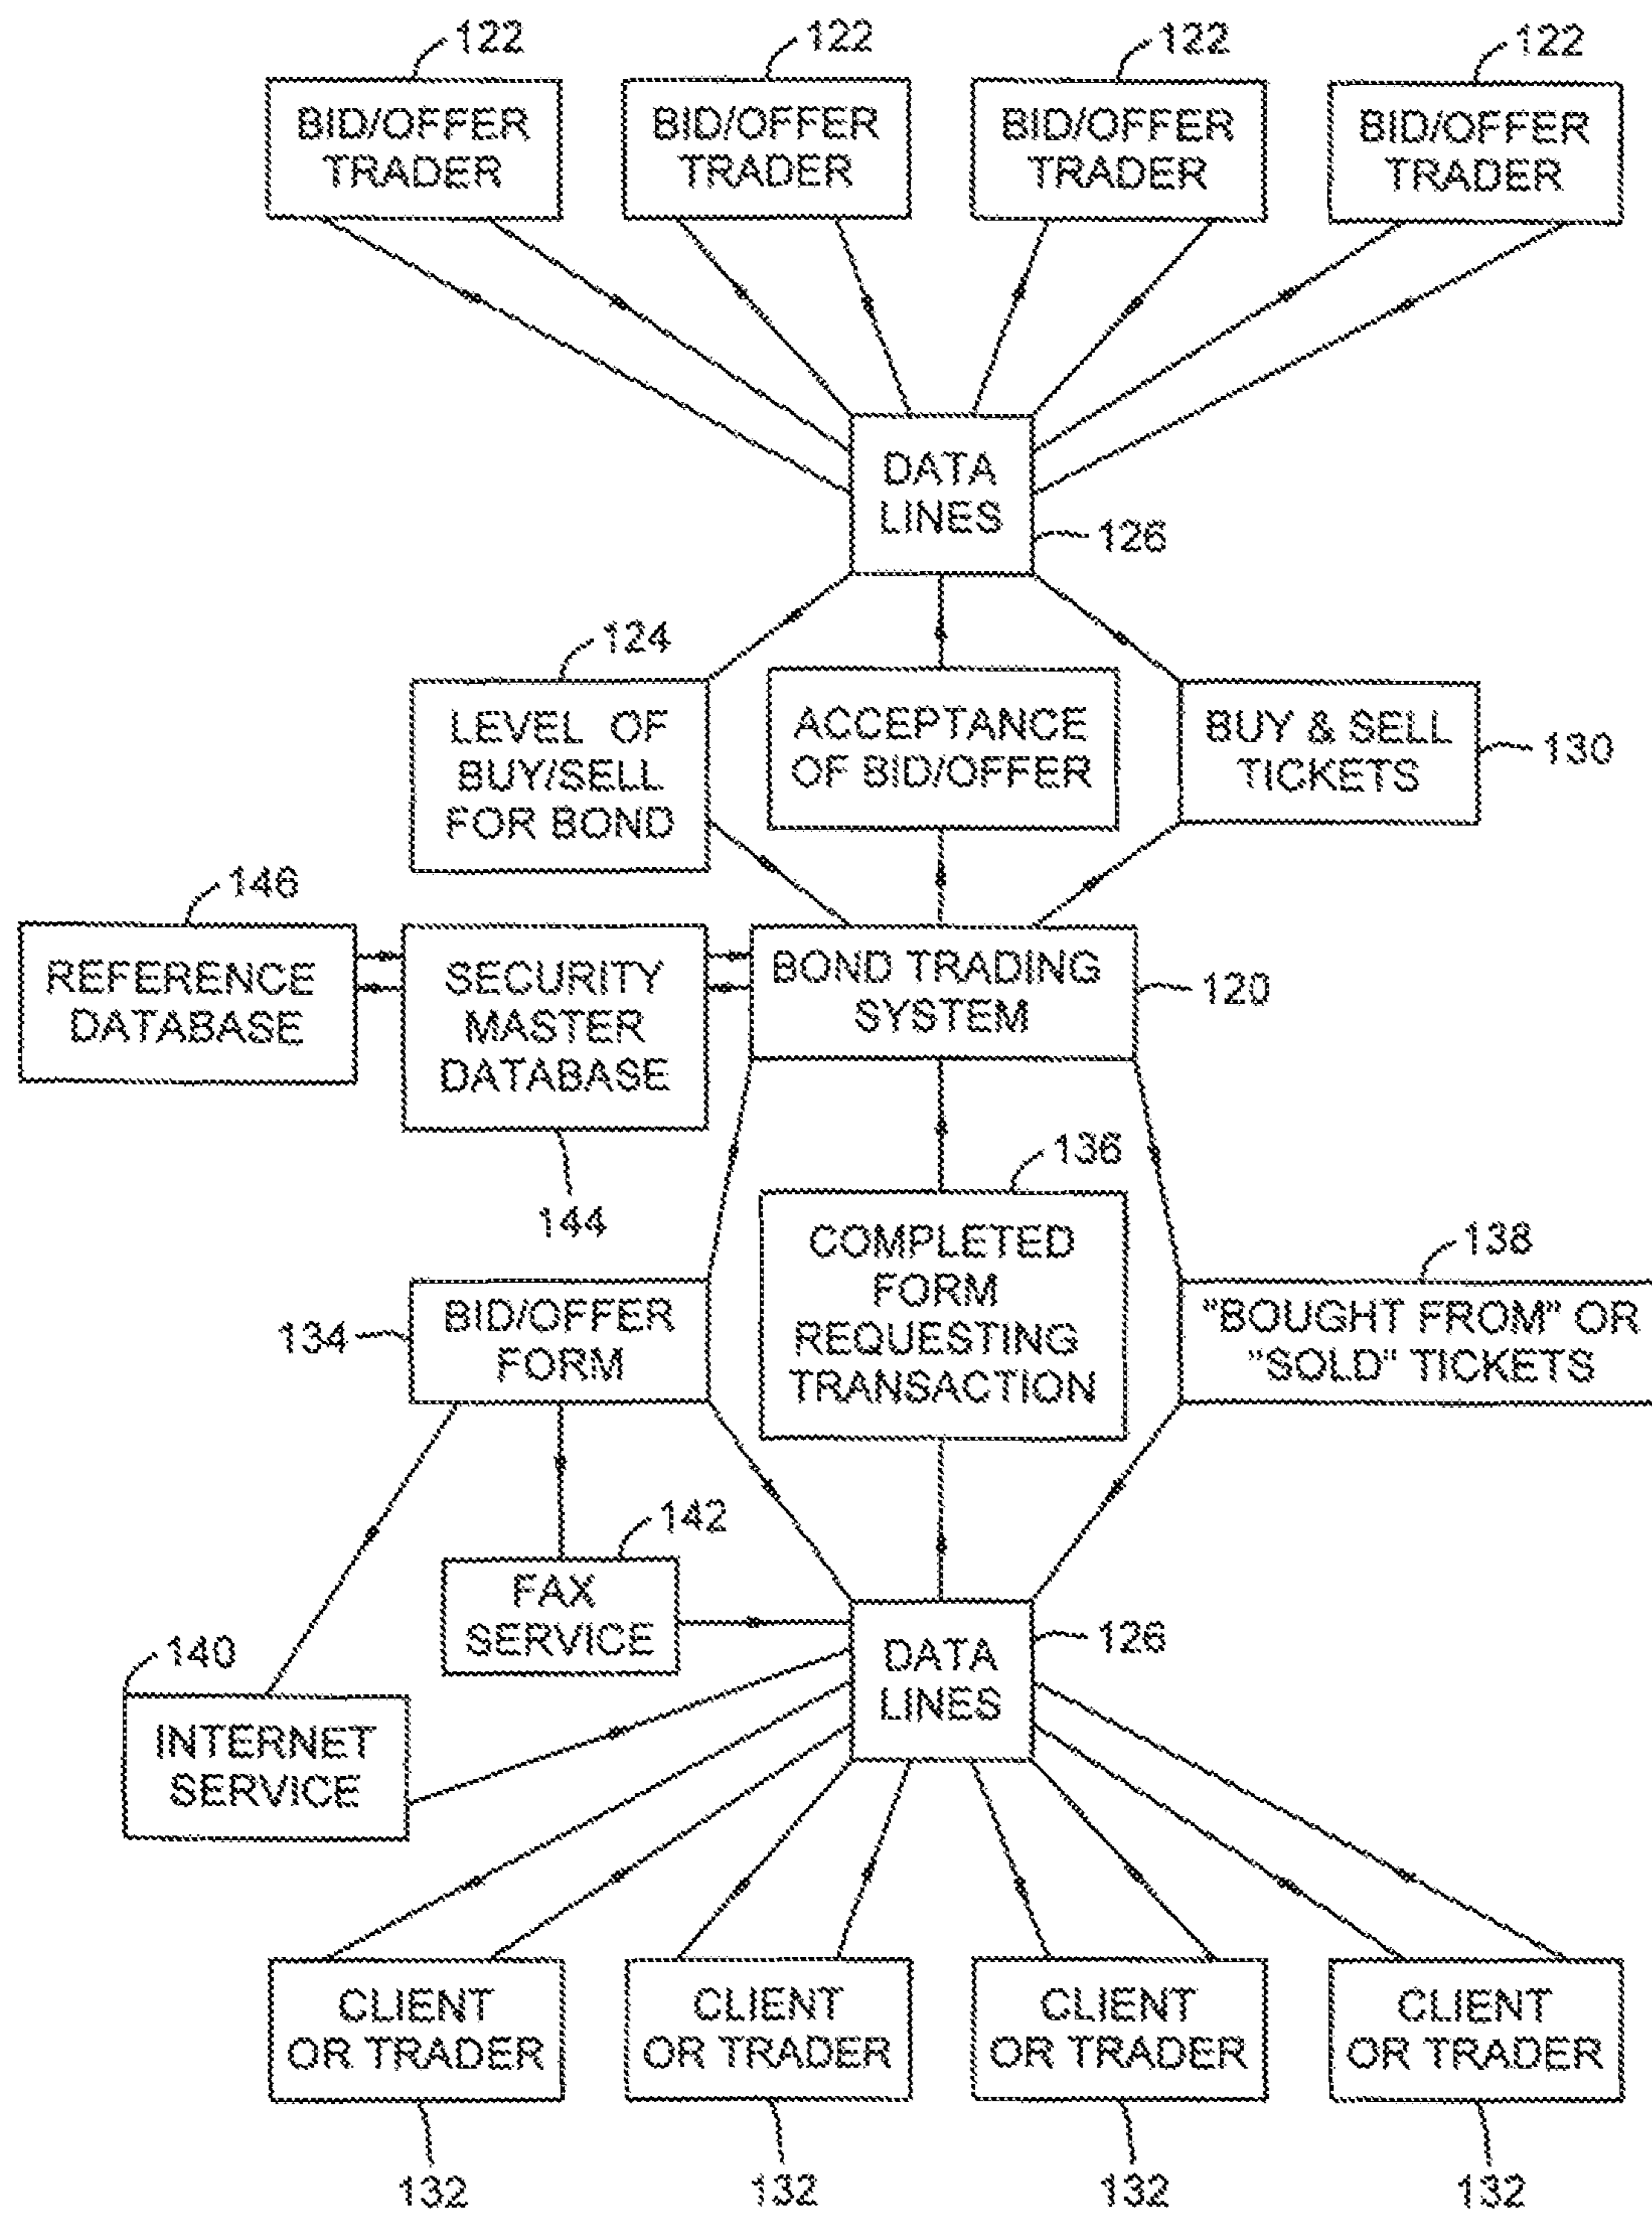 122
122
122
122
BID/OFFER
TRADER
BID/OFFER
TRADER
BID/OFFER
TRADER
BID/OFFER
TRADER
DATA
LINES
126
124
LEVEL OF
BUY/SELL
FOR BOND
ACCEPTANCE
OF BID/OFFER
BUY & SELL
TICKETS
130
146
REFERENCE
DATABASE
SECURITY
MASTER
DATABASE
144
BOND TRADING
SYSTEM
120
136
COMPLETED
FORM
REQUESTING
TRANSACTION
134
BID/OFFER
FORM
138
"BOUGHT FROM" OR
"SOLD" TICKETS
142
FAX
SERVICE
140
INTERNET
SERVICE
DATA
LINES
126
CLIENT
OR TRADER
CLIENT
OR TRADER
CLIENT
OR TRADER
CLIENT
OR TRADER
132
132
132
132